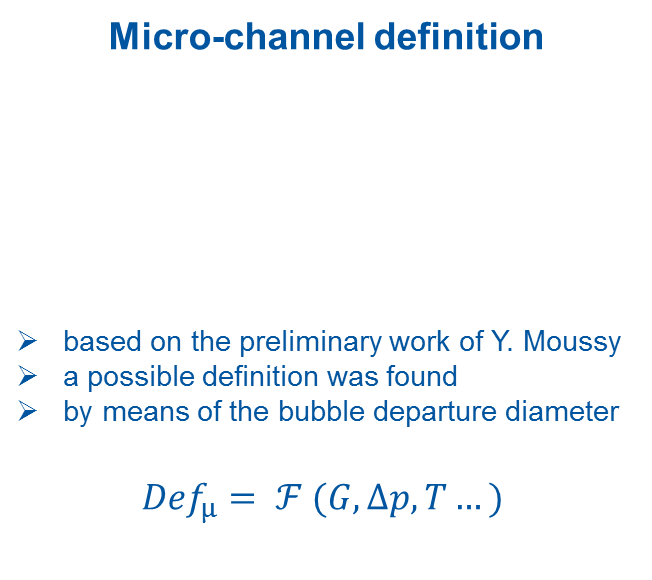 Micro-channel definition
➢ based on the preliminary work of Y. Moussy
➢ a possible definition was found
➢ by means of the bubble departure diameter
Def_μ = ℱ (G, Δp, T … )